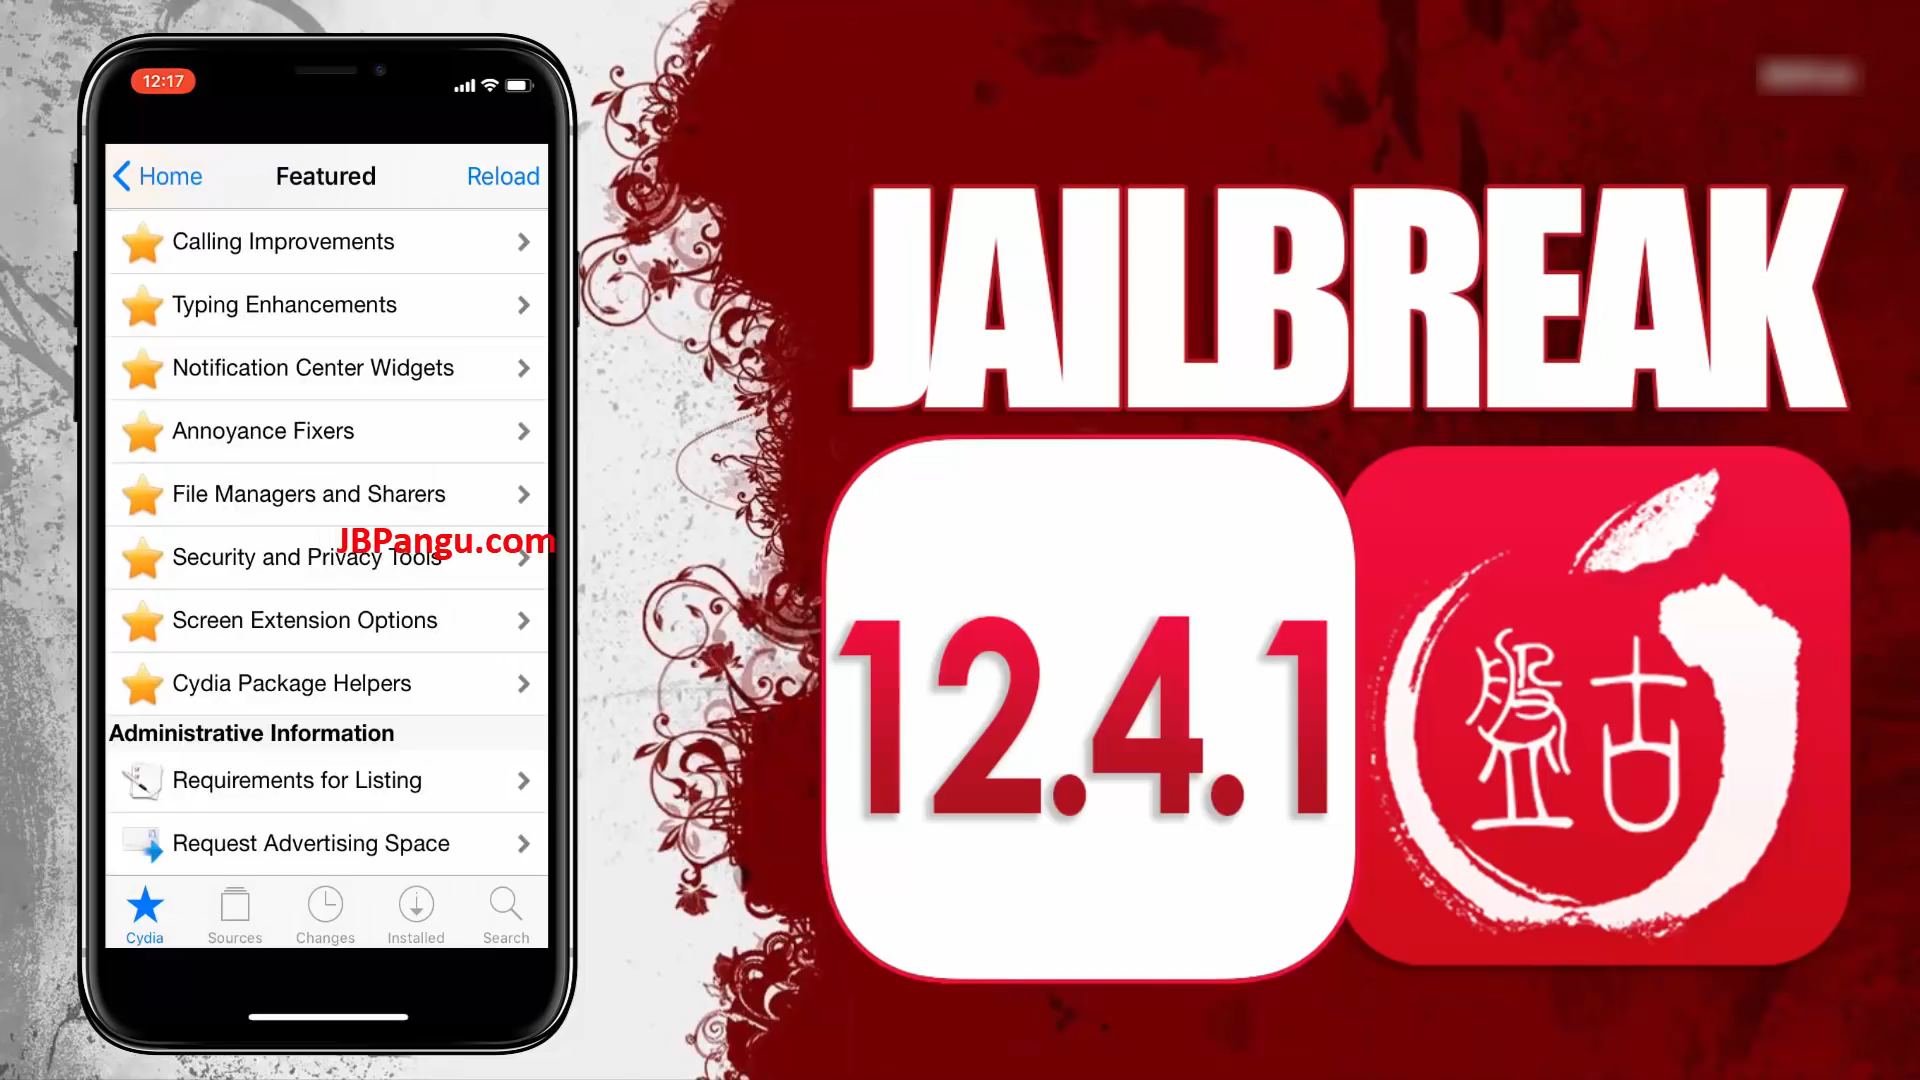 12:17
Home
Featured
Reload
Calling Improvements
Typing Enhancements
Notification Center Widgets
Annoyance Fixers
File Managers and Sharers
JBPangu.com
Security and Privacy Tools
Screen Extension Options
Cydia Package Helpers
Administrative Information
Requirements for Listing
Request Advertising Space
Cydia
Sources
Changes
Installed
Search
JAILBREAK
12.4.1
盤古